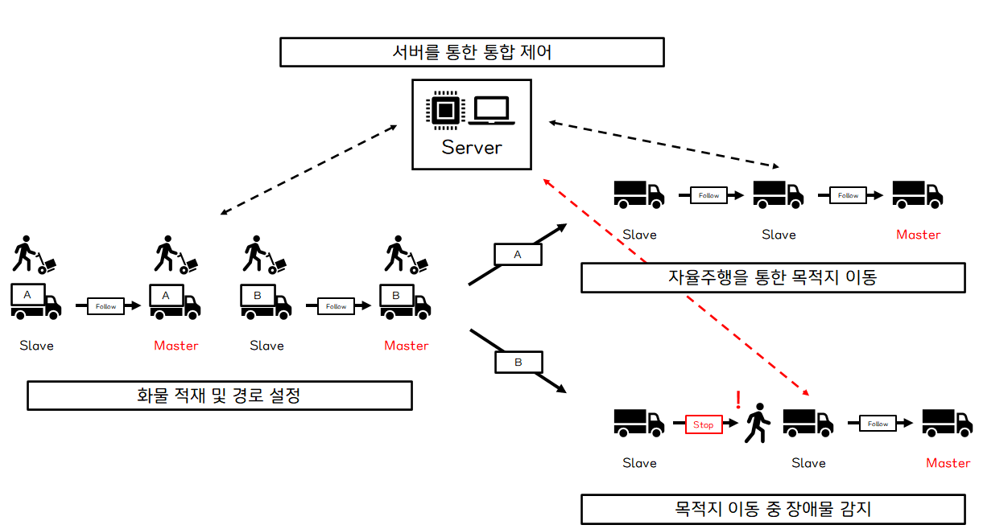 서버를 통한 통합 제어
Server
Follow
Follow
Slave
Slave
Master
A
자율주행을 통한 목적지 이동
A
Follow
A
B
Follow
B
Slave
Master
Slave
Master
B
화물 적재 및 경로 설정
!
Stop
Follow
Slave
Slave
Master
목적지 이동 중 장애물 감지